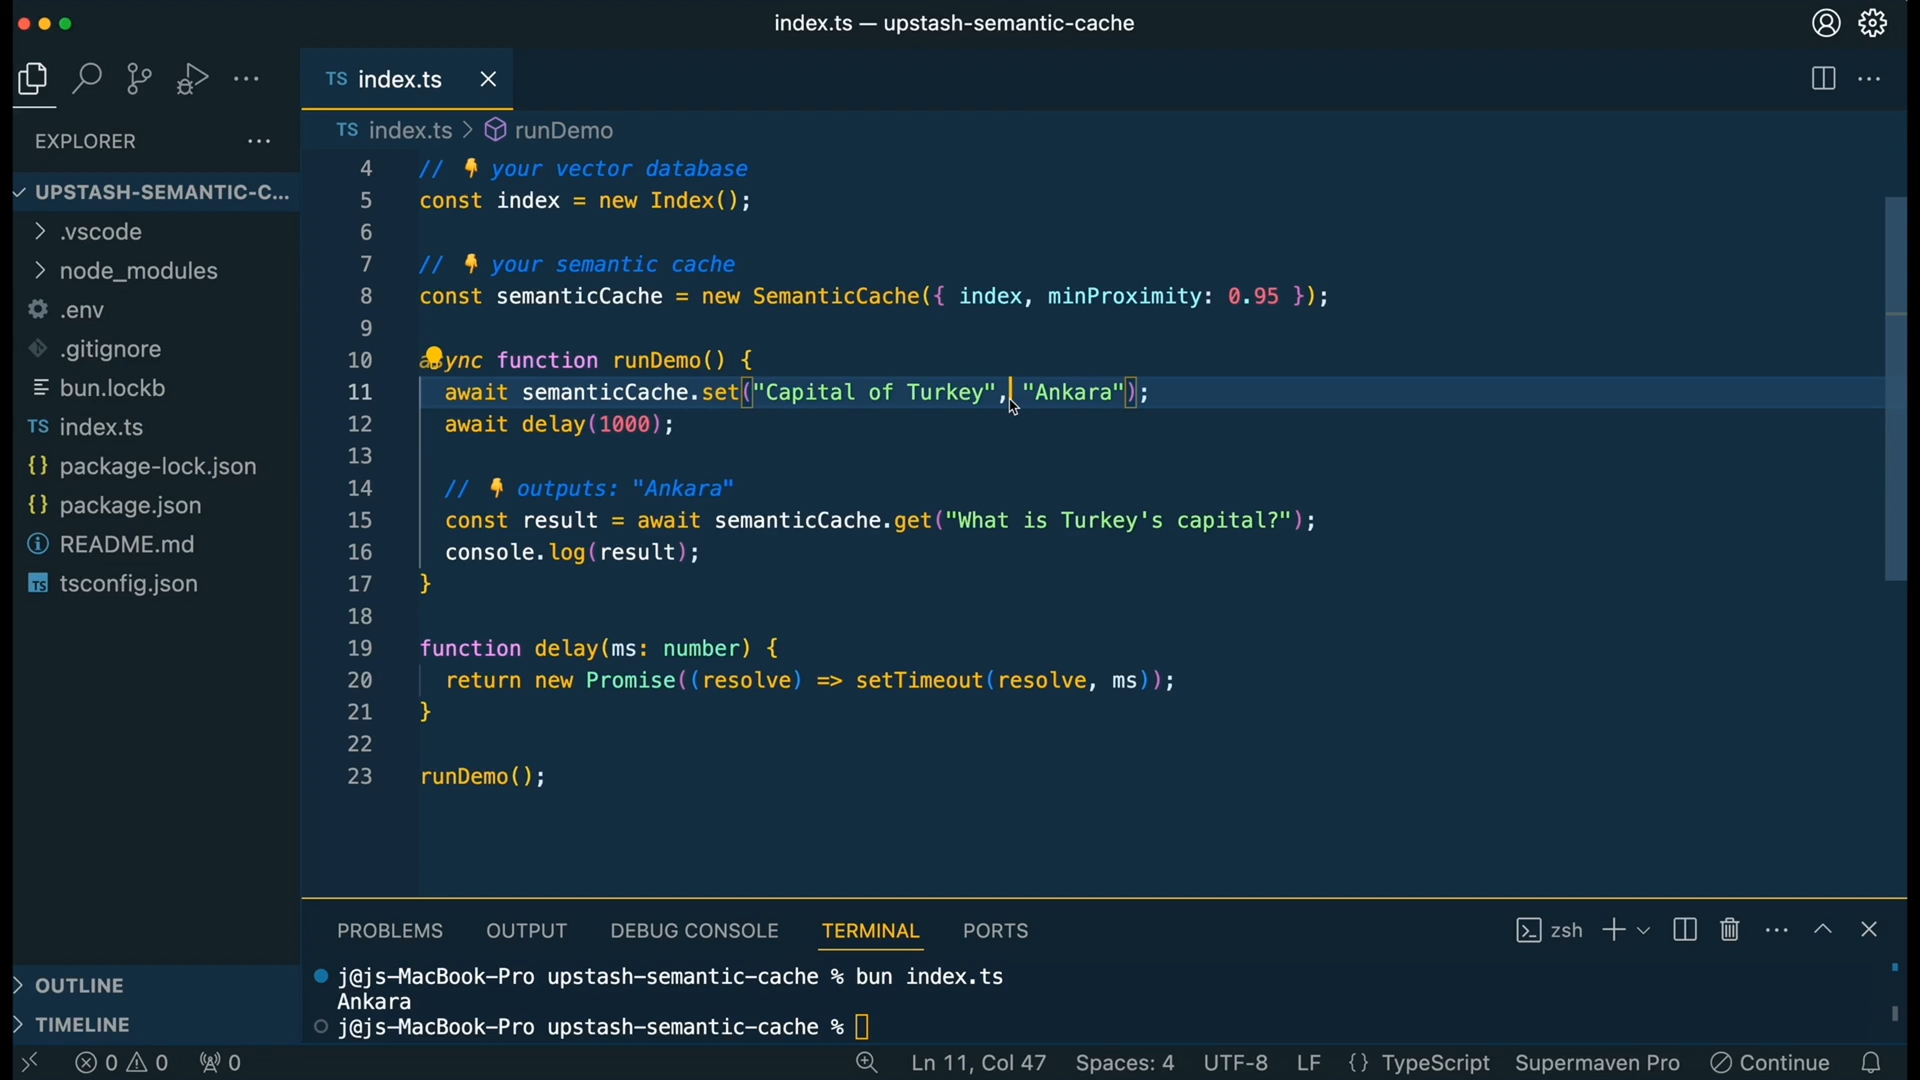 index.ts — upstash-semantic-cache
TS index.ts
EXPLORER
TS index.ts > runDemo
UPSTASH-SEMANTIC-C...
.vscode
node_modules
.env
.gitignore
bun.lockb
TS index.ts
{} package-lock.json
{} package.json
README.md
TS tsconfig.json
OUTLINE
TIMELINE
4 // 👇 your vector database
5 const index = new Index();
6
7 // 👇 your semantic cache
8 const semanticCache = new SemanticCache({ index, minProximity: 0.95 });
9
10 async function runDemo() {
11 await semanticCache.set("Capital of Turkey", "Ankara");
12 await delay(1000);
13
14 // 👇 outputs: "Ankara"
15 const result = await semanticCache.get("What is Turkey's capital?");
16 console.log(result);
17 }
18
19 function delay(ms: number) {
20 return new Promise((resolve) => setTimeout(resolve, ms));
21 }
22
23 runDemo();
PROBLEMS OUTPUT DEBUG CONSOLE TERMINAL PORTS zsh
j@js-MacBook-Pro upstash-semantic-cache % bun index.ts
Ankara
j@js-MacBook-Pro upstash-semantic-cache %
0 0 0 Ln 11, Col 47 Spaces: 4 UTF-8 LF {} TypeScript Supermaven Pro Continue